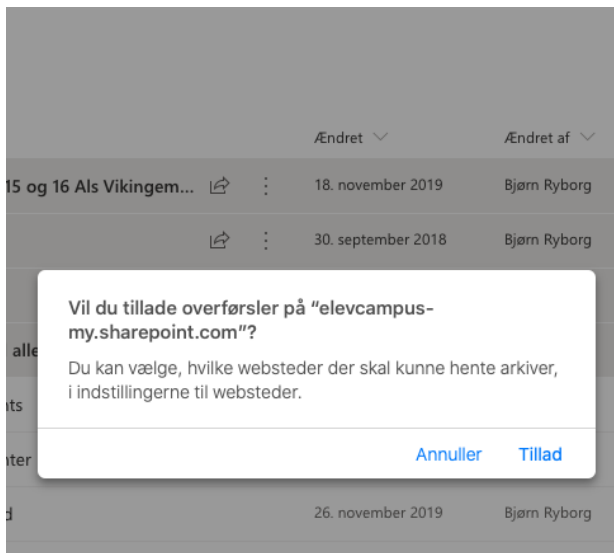 Ændret Ændret af
15 og 16 Als Vikingem... 18. november 2019 Bjørn Ryborg
30. september 2018 Bjørn Ryborg
Vil du tillade overførsler på “elevcampus-
my.sharepoint.com”?
alle
Du kan vælge, hvilke websteder der skal kunne hente arkiver,
i indstillingerne til websteder.
nts
Annuller Tillad
nter
d 26. november 2019 Bjørn Ryborg